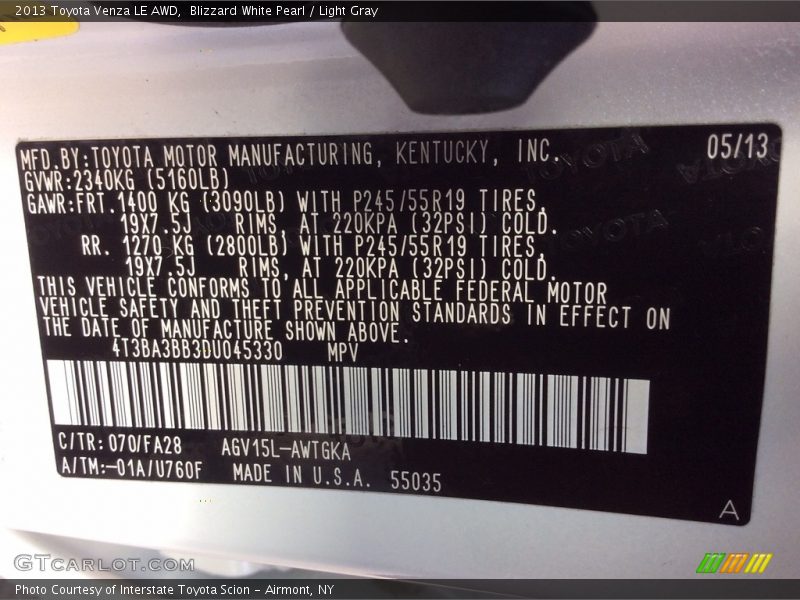 2013 Toyota Venza LE AWD,  Blizzard White Pearl / Light Gray
MFD.BY:TOYOTA MOTOR MANUFACTURING, KENTUCKY, INC. 05/13
GVWR:2340KG (5160LB)
GAWR:FRT.1400 KG (3090LB) WITH P245/55R19 TIRES,
19X7.5J RIMS, AT 220KPA (32PSI) COLD.
RR. 1270 KG (2800LB) WITH P245/55R19 TIRES,
19X7.5J RIMS, AT 220KPA (32PSI) COLD.
THIS VEHICLE CONFORMS TO ALL APPLICABLE FEDERAL MOTOR
VEHICLE SAFETY AND THEFT PREVENTION STANDARDS IN EFFECT ON
THE DATE OF MANUFACTURE SHOWN ABOVE.
4T3BA3BB3DU045330 MPV
C/TR:070/FA28 AGV15L-AWTGKA
A/TM:-01A/U760F MADE IN U.S.A. 55035
A
GTCARLOT.COM
Photo Courtesy of Interstate Toyota Scion - Airmont, NY